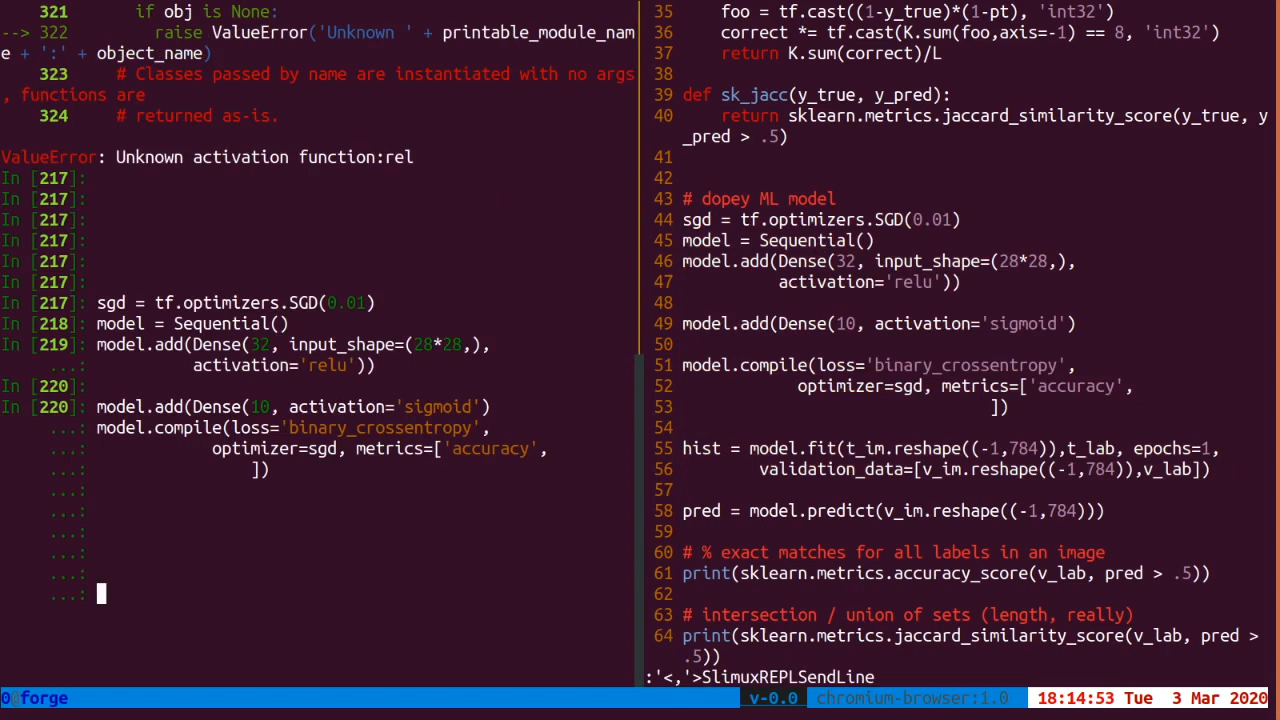 321     if obj is None:
--> 322       raise ValueError('Unknown ' + printable_module_nam
e + ':' + object_name)
323   # Classes passed by name are instantiated with no args
, functions are
324   # returned as-is.
ValueError: Unknown activation function:rel
In [217]:
In [217]:
In [217]:
In [217]:
In [217]:
In [217]:
In [217]: sgd = tf.optimizers.SGD(0.01)
In [218]: model = Sequential()
In [219]: model.add(Dense(32, input_shape=(28*28,),
...:           activation='relu'))
In [220]:
In [220]: model.add(Dense(10, activation='sigmoid')
...: model.compile(loss='binary_crossentropy',
...:             optimizer=sgd, metrics=['accuracy',
...:                 ])
...:
...:
...:
...:
...:
...:
35     foo = tf.cast((1-y_true)*(1-pt), 'int32')
36     correct *= tf.cast(K.sum(foo,axis=-1) == 8, 'int32')
37     return K.sum(correct)/L
38
39 def sk_jacc(y_true, y_pred):
40     return sklearn.metrics.jaccard_similarity_score(y_true, y
_pred > .5)
41
42
43 # dopey ML model
44 sgd = tf.optimizers.SGD(0.01)
45 model = Sequential()
46 model.add(Dense(32, input_shape=(28*28,),
47           activation='relu'))
48
49 model.add(Dense(10, activation='sigmoid')
50
51 model.compile(loss='binary_crossentropy',
52             optimizer=sgd, metrics=['accuracy',
53                                 ])
54
55 hist = model.fit(t_im.reshape((-1,784)),t_lab, epochs=1,
56         validation_data=[v_im.reshape((-1,784)),v_lab])
57
58 pred = model.predict(v_im.reshape((-1,784)))
59
60 # % exact matches for all labels in an image
61 print(sklearn.metrics.accuracy_score(v_lab, pred > .5))
62
63 # intersection / union of sets (length, really)
64 print(sklearn.metrics.jaccard_similarity_score(v_lab, pred >
.5))
:'<,'>SlimuxREPLSendLine
0@forge
v-0.0 chromium-browser:1.0 18:14:53 Tue 3 Mar 2020